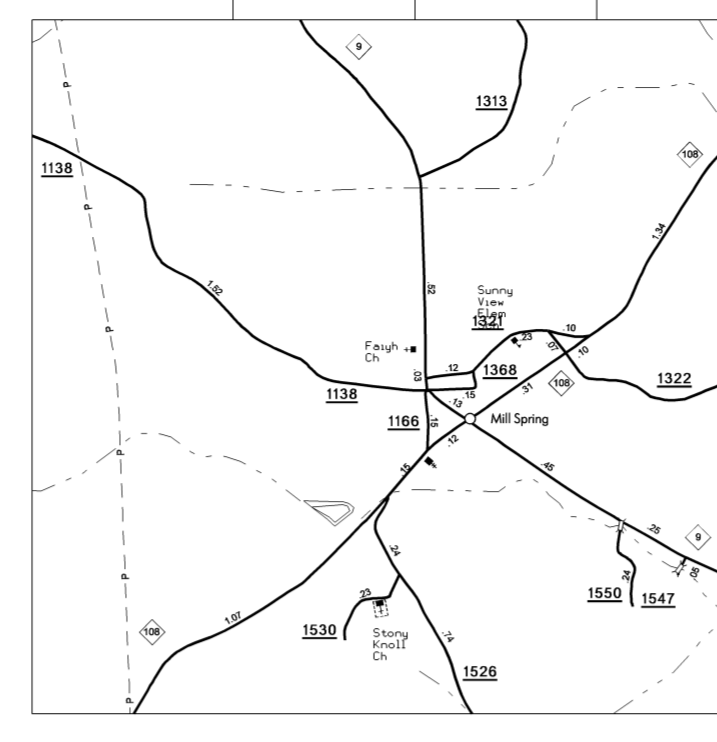 9
1313
P
1138
108
P
1.34
1.52
.52
P
Sunny
View
Elem
1321
.23
.10
.07
.10
Faith
Ch
.03
.12
1368
.31
.15
1138
.13
108
1322
1166
.15
.12
Mill Spring
P
.15
.45
.25
9
P
.24
.24
.05
1550
1547
.23
108
1.07
1530
Stony
Knoll
Ch
.74
1526
P